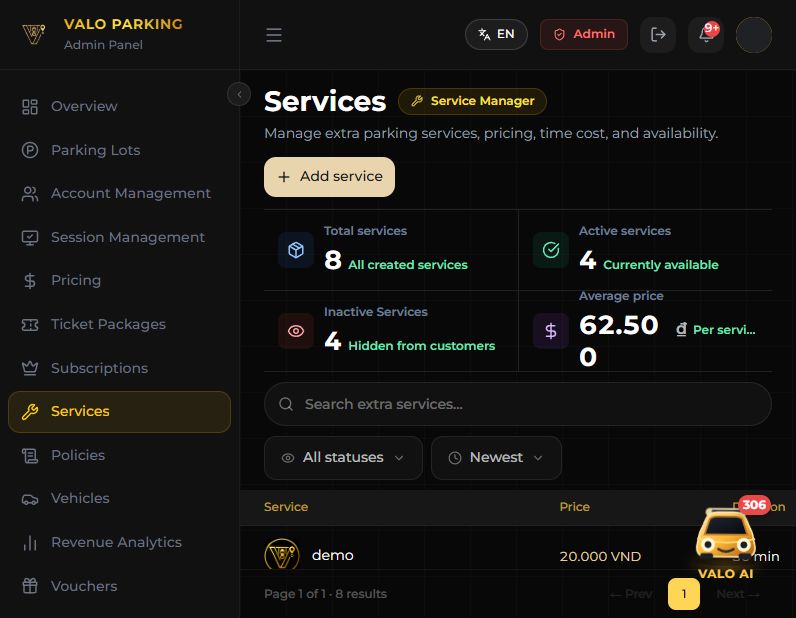 VALO PARKING
Admin Panel
EN
Admin
9+
Overview
Parking Lots
Account Management
Session Management
Pricing
Ticket Packages
Subscriptions
Services
Policies
Vehicles
Revenue Analytics
Vouchers
Services
Service Manager
Manage extra parking services, pricing, time cost, and availability.
+ Add service
Total services
8 All created services
Active services
4 Currently available
Inactive Services
4 Hidden from customers
Average price
62.50
0
₫ Per servi...
Search extra services...
All statuses
Newest
Service Price
306
demo 20.000 VND min
VALO AI
Page 1 of 1 · 8 results
← Prev 1 Next →